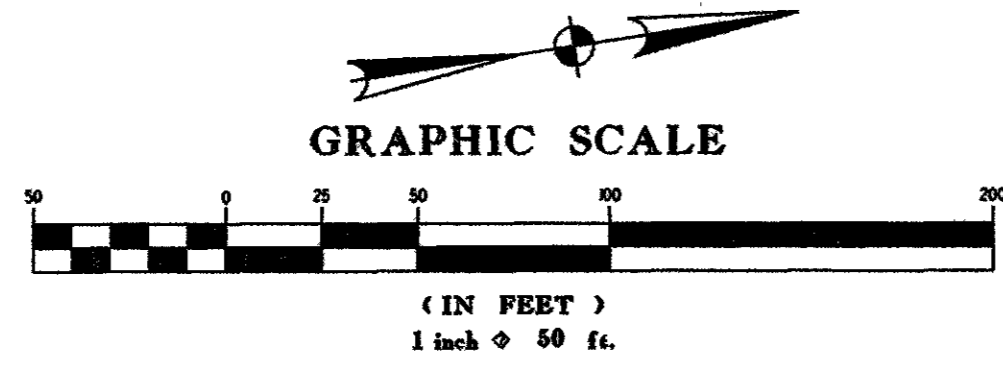 GRAPHIC SCALE
50 0 25 50 100 200
( IN FEET )
1 inch 50 ft.